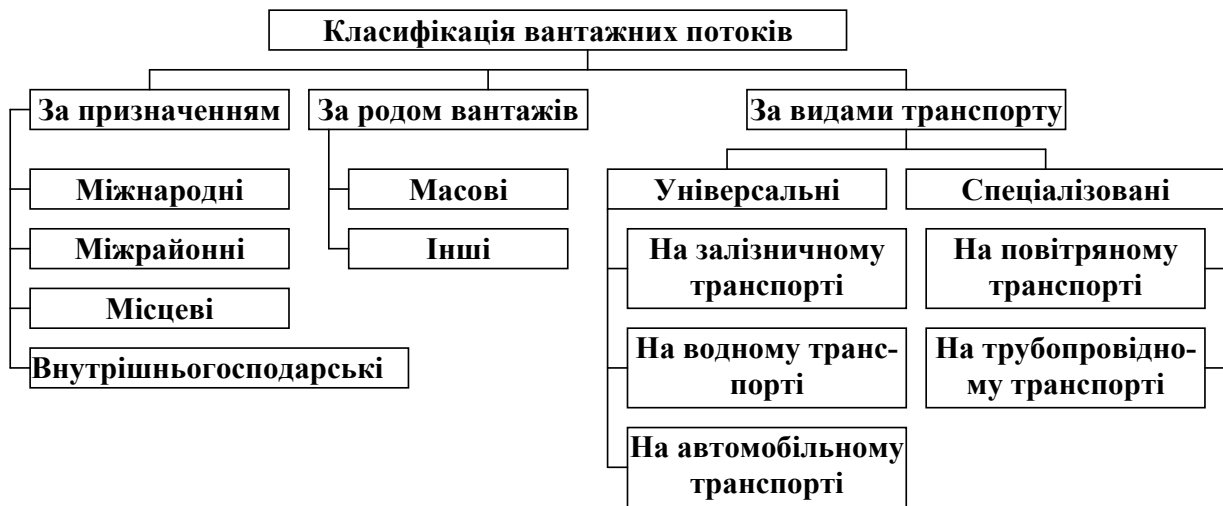 Класифікація вантажних потоків
За призначенням
За родом вантажів
За видами транспорту
Міжнародні
Міжрайонні
Місцеві
Внутрішньогосподарські
Масові
Інші
Універсальні
Спеціалізовані
На залізничному
транспорті
На водному транс-
порті
На автомобільному
транспорті
На повітряному
транспорті
На трубопровідно-
му транспорті